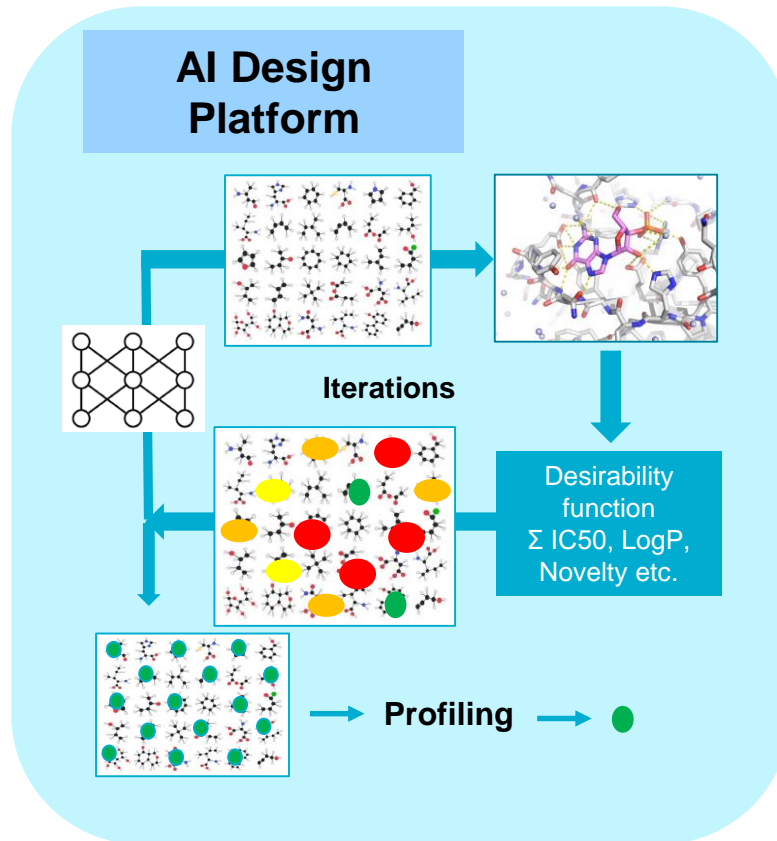 AI Design
Platform
Iterations
Desirability
function
Σ IC50, LogP,
Novelty etc.
Profiling